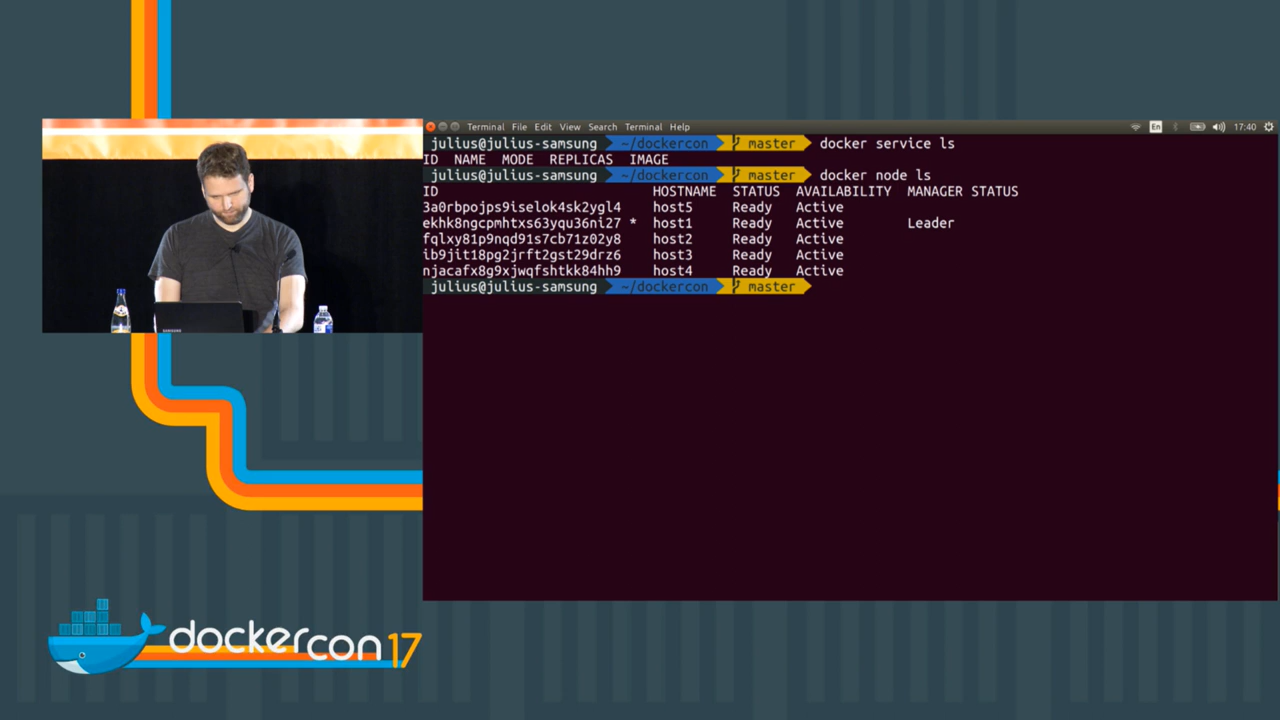 Terminal File Edit View Search Terminal Help En 17:40
julius@julius-samsung ~/dockercon master docker service ls
ID NAME MODE REPLICAS IMAGE
julius@julius-samsung ~/dockercon master docker node ls
ID HOSTNAME STATUS AVAILABILITY MANAGER STATUS
3a0rbpojps9iselok4sk2ygl4 host5 Ready Active
ekhk8ngcpmhtxs63yqu36ni27 * host1 Ready Active Leader
fqlxy81p9nqd91s7cb71z02y8 host2 Ready Active
ib9jit18pg2jrft2gst29drz6 host3 Ready Active
njacafx8g9xjwqfshtkk84hh9 host4 Ready Active
julius@julius-samsung ~/dockercon master
SAMSUNG
dockercon 17